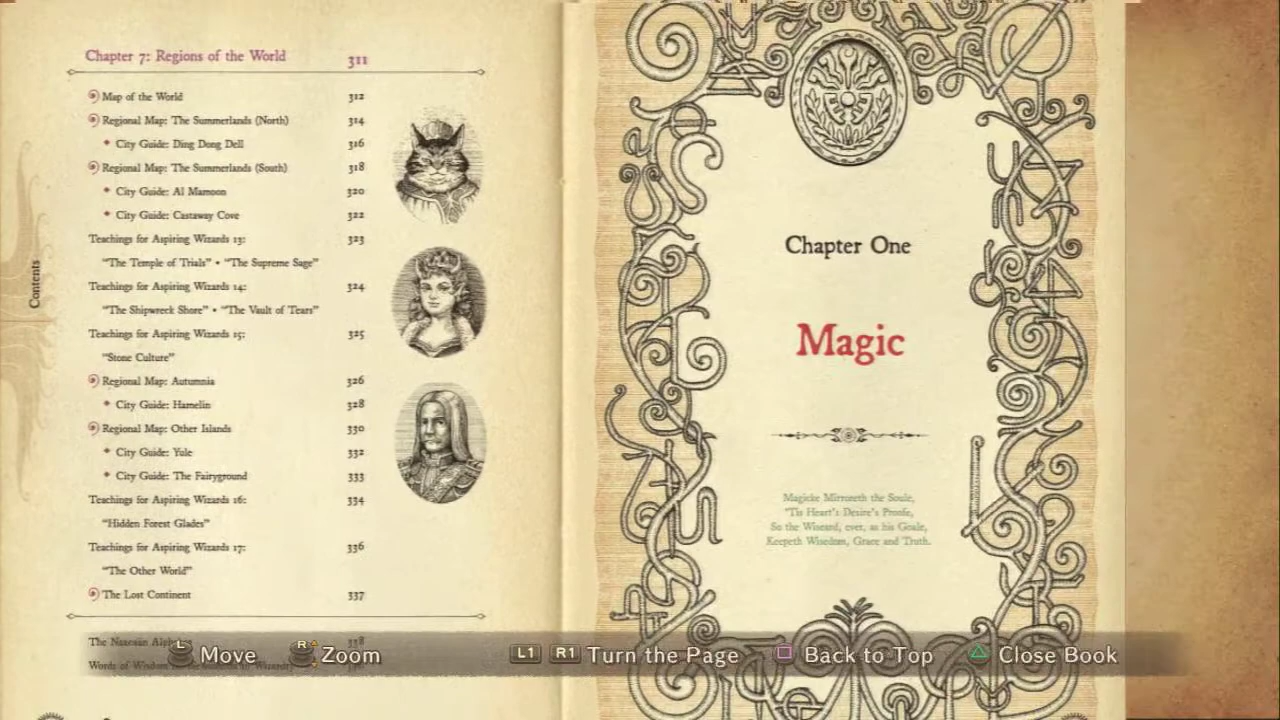 Chapter 7: Regions of the World 311
Map of the World 312
Regional Map: The Summerlands (North) 314
City Guide: Ding Dong Dell 316
Regional Map: The Summerlands (South) 318
City Guide: Al Mamoon 320
City Guide: Castaway Cove 322
Teachings for Aspiring Wizards 13: 323
"The Temple of Trials" • "The Supreme Sage"
Teachings for Aspiring Wizards 14: 324
"The Shipwreck Shore" • "The Vault of Tears"
Teachings for Aspiring Wizards 15: 325
"Stone Culture"
Regional Map: Autumnia 326
City Guide: Hamelin 328
Regional Map: Other Islands 330
City Guide: Yule 332
City Guide: The Fairyground 333
Teachings for Aspiring Wizards 16: 334
"Hidden Forest Glades"
Teachings for Aspiring Wizards 17: 336
"The Other World"
The Lost Continent 337
The Nazcaän Alphabet 338
Words of Wisdom
Contents
Chapter One
Magic
Magicke Mirroreth the Soule,
'Tis Heart's Desire's Proofe,
So the Wiseard, ever, as his Goale,
Keepeth Wisedom, Grace and Truth.
L Move R Zoom L1 R1 Turn the Page Back to Top Close Book